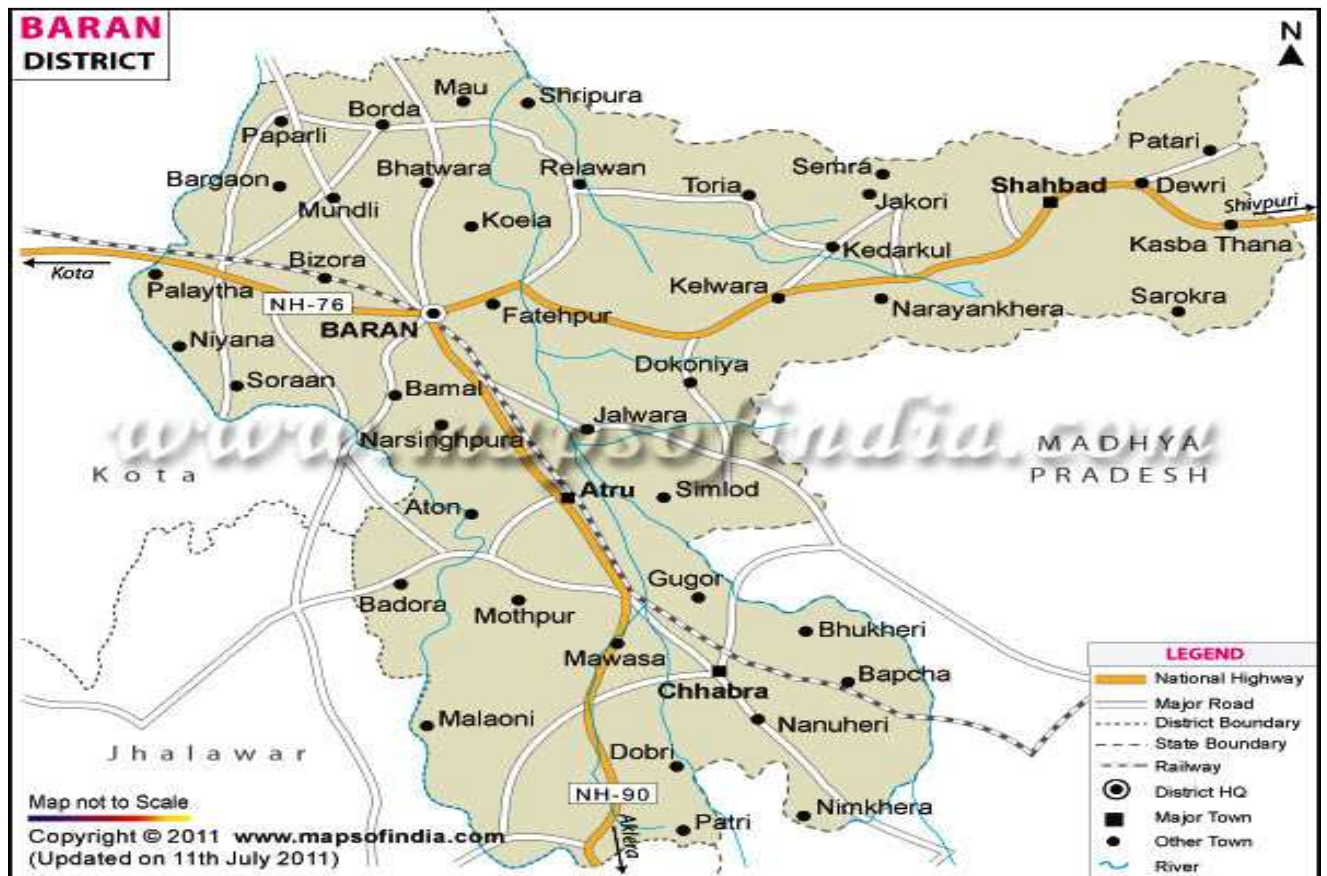 BARAN
DISTRICT
N
Mau
Shripura
Borda
Paparli
Patari
Bhatwara
Relawan
Semra
Bargaon
Toria
Shahbad
Dewri
Mundli
Jakori
Shivpuri
Koela
Kedarkul
Kasba Thana
Bizora
Kota
Palaytha
Kelwara
NH-76
Fatehpur
Narayankhera
Sarokra
BARAN
Niyana
Dokoniya
Soraan
Bamal
Jalwara
www.mapsofindia.com
Narsinghpura
MADHYA
PRADESH
Kota
Atru
Simlod
Aton
Gugor
Badora
Mothpur
Bhukheri
Mawasa
Chhabra
Bapcha
Malaoni
Nanuheri
Jhalawar
Dobri
NH-90
Nimkhera
Patri
Aklera
LEGEND
National Highway
Major Road
District Boundary
State Boundary
Railway
District HQ
Major Town
Other Town
River
Map not to Scale
Copyright © 2011 www.mapsofindia.com
(Updated on 11th July 2011)